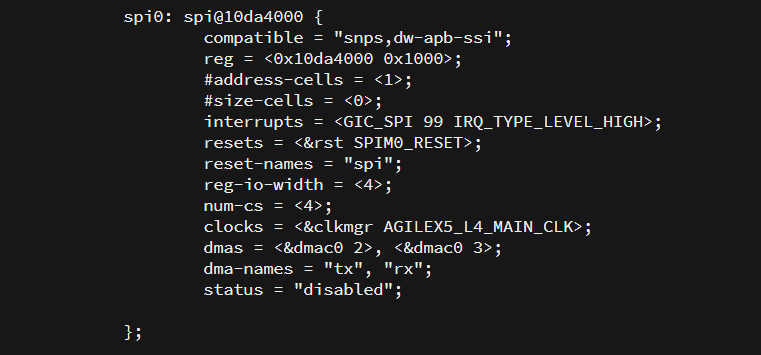 spi0: spi@10da4000 {
compatible = "snps,dw-apb-ssi";
reg = <0x10da4000 0x1000>;
#address-cells = <1>;
#size-cells = <0>;
interrupts = <GIC_SPI 99 IRQ_TYPE_LEVEL_HIGH>;
resets = <&rst SPIM0_RESET>;
reset-names = "spi";
reg-io-width = <4>;
num-cs = <4>;
clocks = <&clkmgr AGILEX5_L4_MAIN_CLK>;
dmas = <&dmac0 2>, <&dmac0 3>;
dma-names = "tx", "rx";
status = "disabled";
};